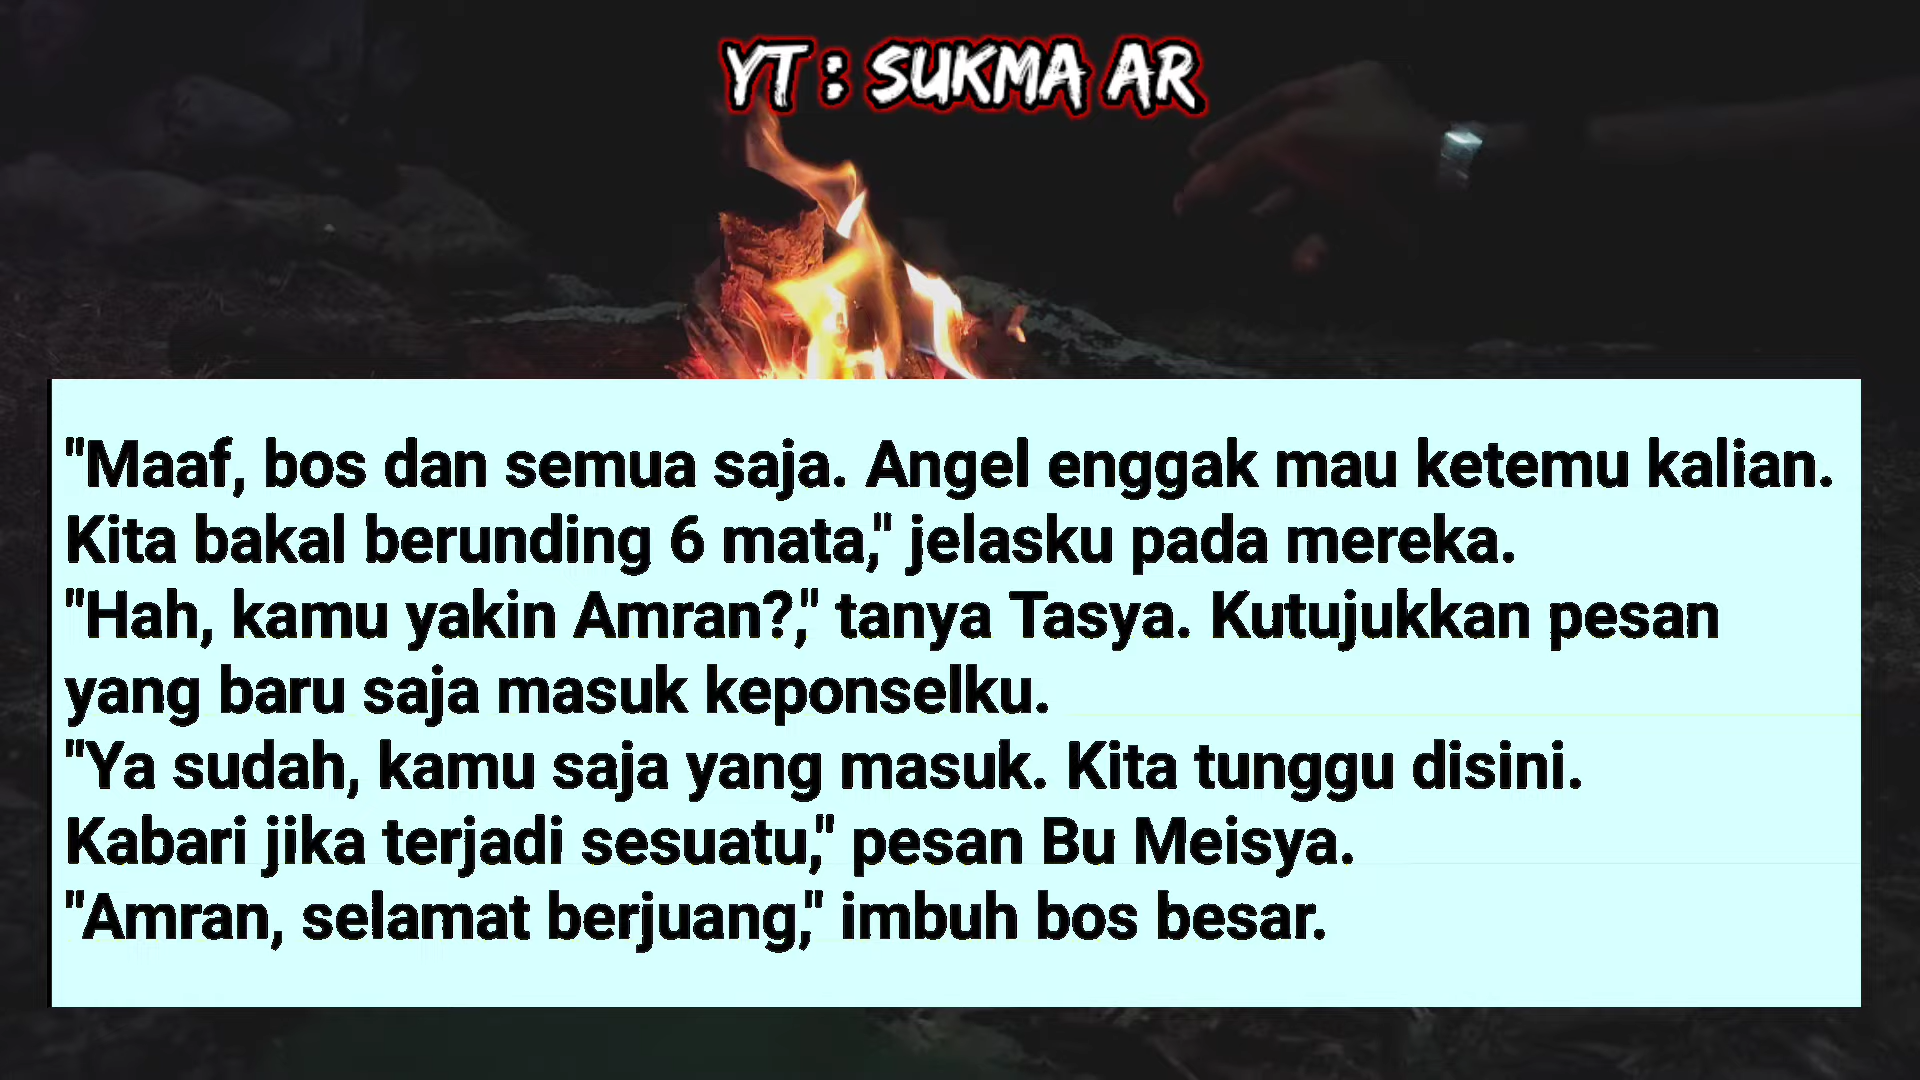 YT : SUKMA AR
"Maaf, bos dan semua saja. Angel enggak mau ketemu kalian.
Kita bakal berunding 6 mata," jelasku pada mereka.
"Hah, kamu yakin Amran?," tanya Tasya. Kutujukkan pesan
yang baru saja masuk keponselku.
"Ya sudah, kamu saja yang masuk. Kita tunggu disini.
Kabari jika terjadi sesuatu," pesan Bu Meisya.
"Amran, selamat berjuang," imbuh bos besar.